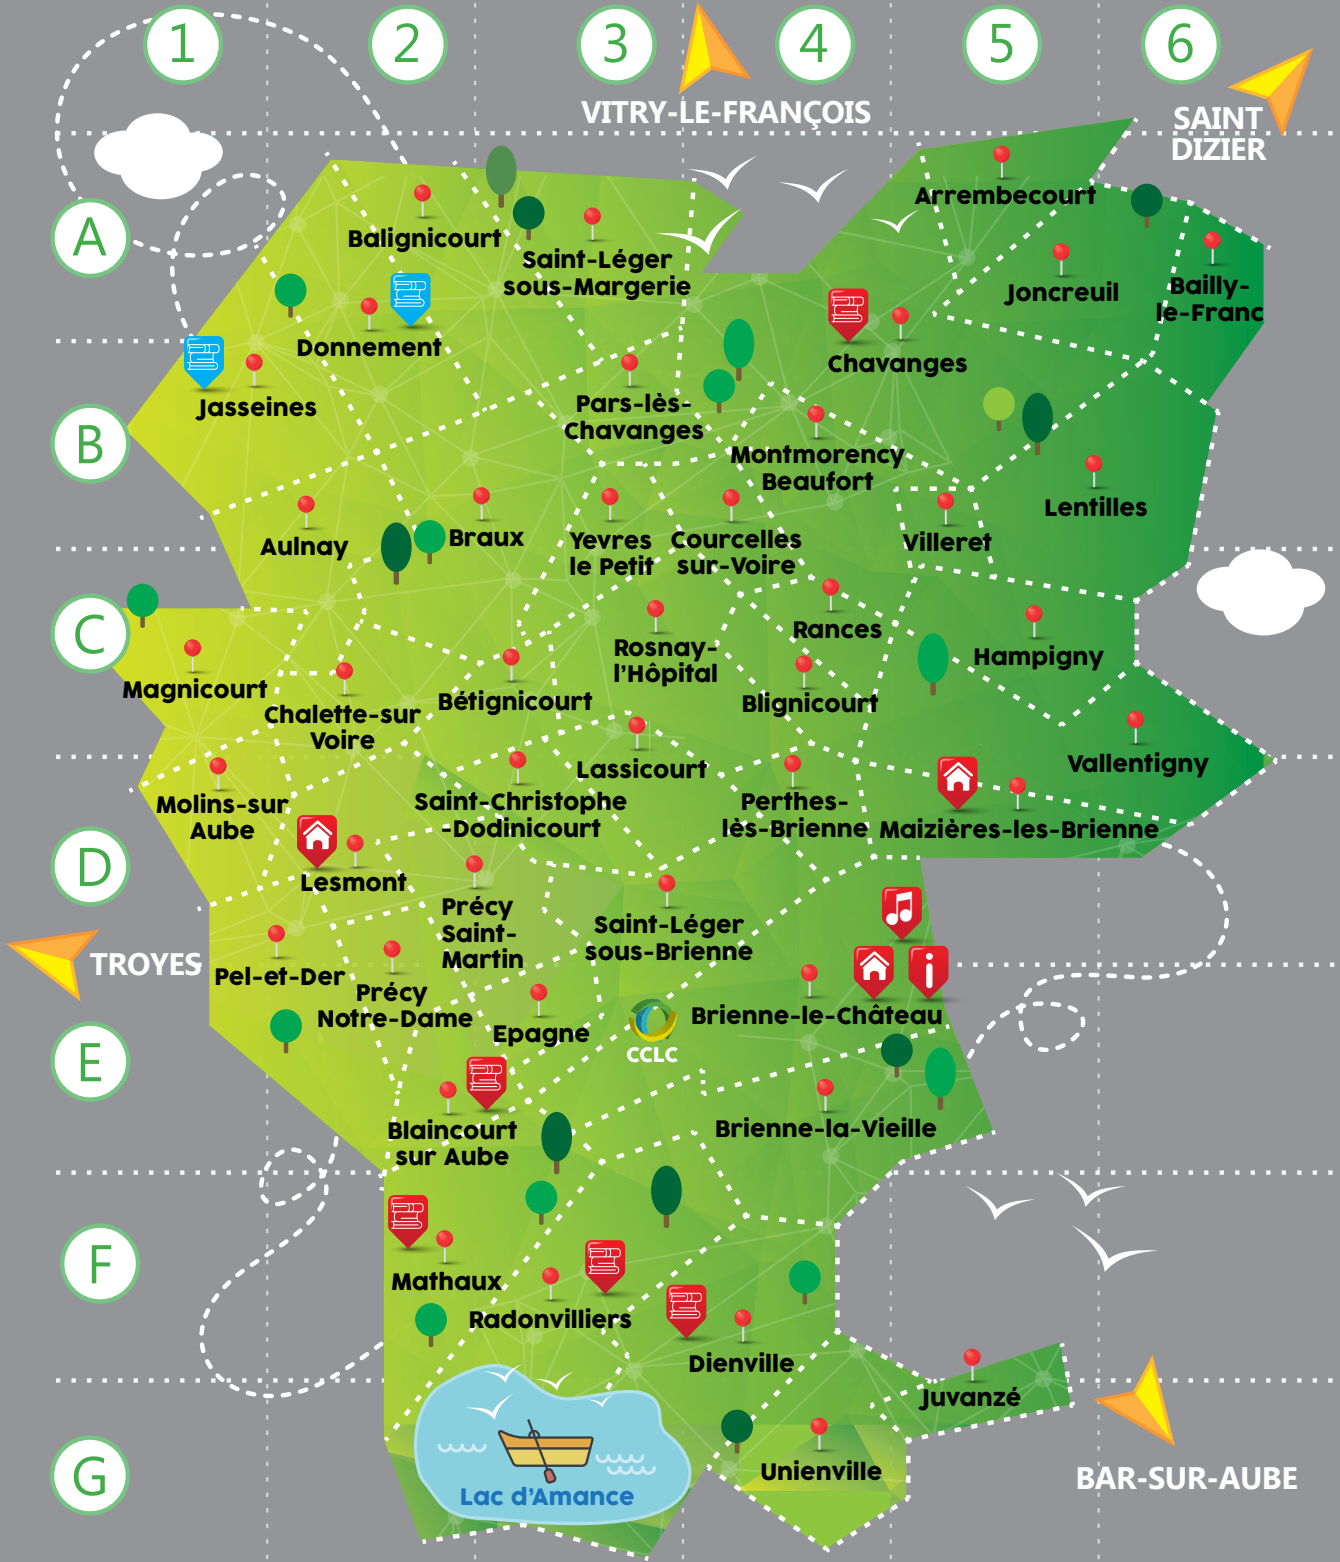 1
2
3
4
5
6
VITRY-LE-FRANÇOIS
SAINT
DIZIER
A
Arrembecourt
Balignicourt
Saint-Léger
sous-Margerie
Joncreuil
Bailly-
le-Franc
Donnement
Chavanges
Jasseines
B
Pars-lès-
Chavanges
Montmorency
Beaufort
Lentilles
Aulnay
Braux
Yevres
le Petit
Courcelles
sur-Voire
Villeret
C
Rances
Rosnay-
l'Hôpital
Hampigny
Magnicourt
Chalette-sur
Voire
Bétignicourt
Blignicourt
Lassicourt
Vallentigny
Molins-sur
Aube
Saint-Christophe
-Dodinicourt
Perthes-
lès-Brienne
Maizières-les-Brienne
D
Lesmont
Précy
Saint-
Martin
Saint-Léger
sous-Brienne
TROYES
Pel-et-Der
Précy
Notre-Dame
Epagne
Brienne-le-Château
CCLC
E
Blaincourt
sur Aube
Brienne-la-Vieille
F
Mathaux
Radonvilliers
Dienville
Juvanzé
G
Unienville
BAR-SUR-AUBE
Lac d'Amance